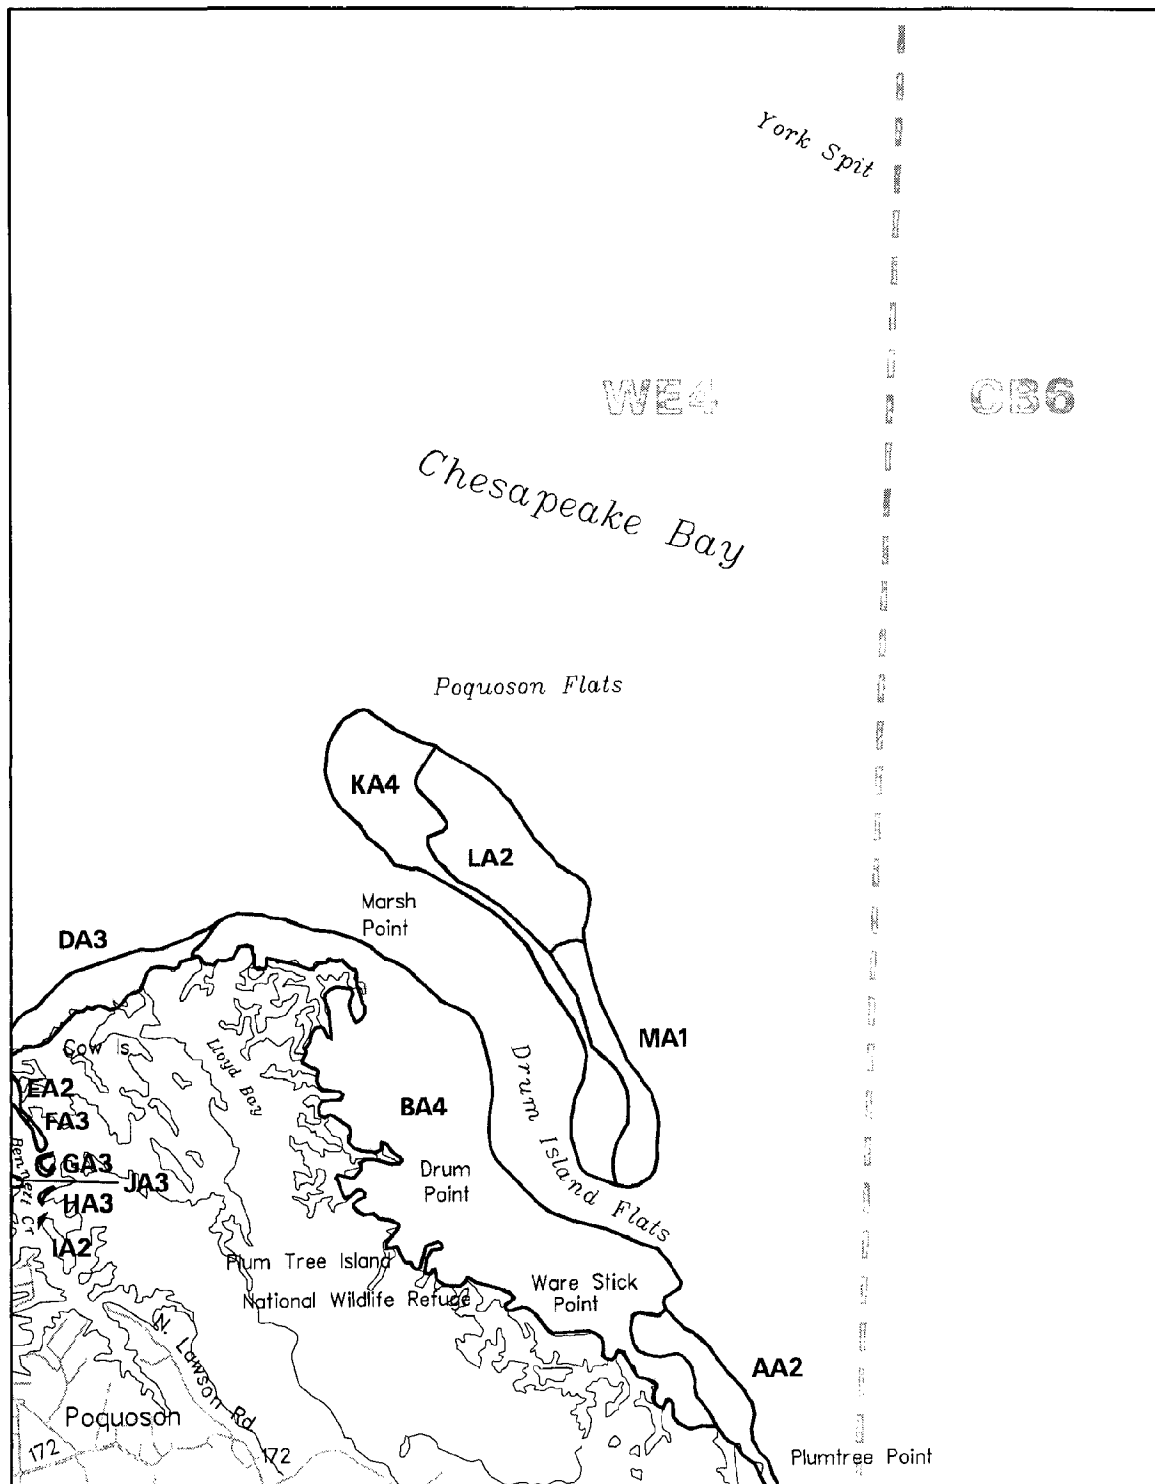 York Spit
WE4
CB6
Chesapeake Bay
Poquoson Flats
KA4
LA2
Marsh
Point
DA3
MA1
Cow Is
Lloyd Bay
Drum Island Flats
EA2
BA4
FA3
GA3
Drum
Point
JA3
HA3
Bennett Cr
IA2
Plum Tree Island
National Wildlife Refuge
Ware Stick
Point
N. Lawson Rd
AA2
Poquoson
172
172
Plumtree Point